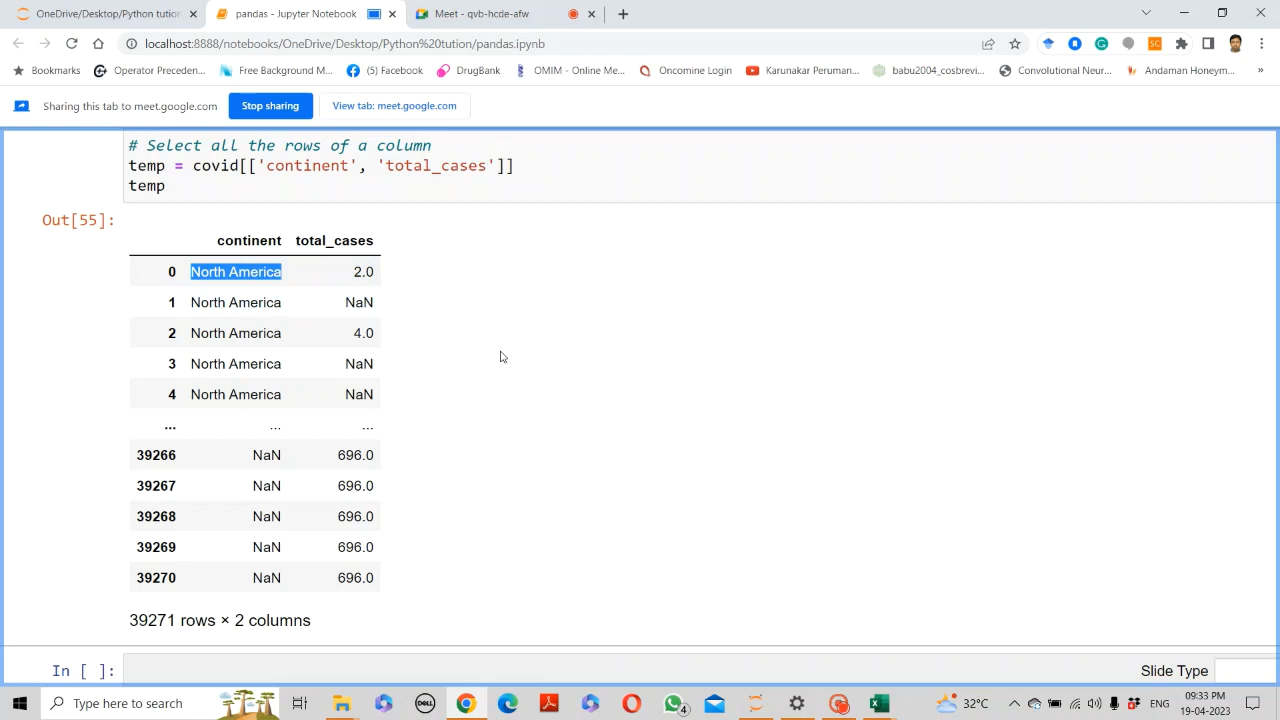 OneDrive/Desktop/Python tution/
pandas - Jupyter Notebook
Meet - qvb-hcde-afw
localhost:8888/notebooks/OneDrive/Desktop/Python%20tution/pandas.ipynb
Bookmarks
Operator Preceden...
Free Background M...
(5) Facebook
DrugBank
OMIM - Online Me...
Oncomine Login
Karunakar Peruman...
babu2004_cosbrevi...
Convolutional Neur...
Andaman Honeym...
»
Sharing this tab to meet.google.com
Stop sharing
View tab: meet.google.com
# Select all the rows of a column
temp = covid[['continent', 'total_cases']]
temp
Out[55]:
continent total_cases
0 North America 2.0
1 North America NaN
2 North America 4.0
3 North America NaN
4 North America NaN
... ... ...
39266 NaN 696.0
39267 NaN 696.0
39268 NaN 696.0
39269 NaN 696.0
39270 NaN 696.0
39271 rows × 2 columns
In [ ]:
Slide Type
Type here to search
DELL
4
32°C
ENG
09:33 PM
19-04-2023